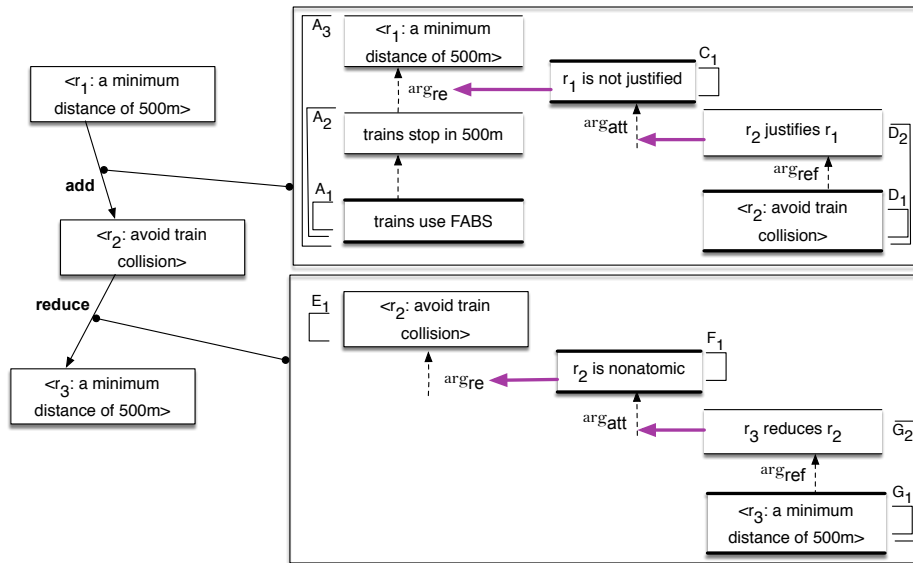 <r₁: a minimum
distance of 500m>
add
<r₂: avoid train
collision>
reduce
<r₃: a minimum
distance of 500m>
A₃
<r₁: a minimum
distance of 500m>
argre
r₁ is not justified
C₁
A₂
trains stop in 500m
argatt
r₂ justifies r₁
D₂
argref
A₁
trains use FABS
<r₂: avoid train
collision>
D₁
E₁
<r₂: avoid train
collision>
argre
r₂ is nonatomic
F₁
argatt
r₃ reduces r₂
G₂
argref
<r₃: a minimum
distance of 500m>
G₁